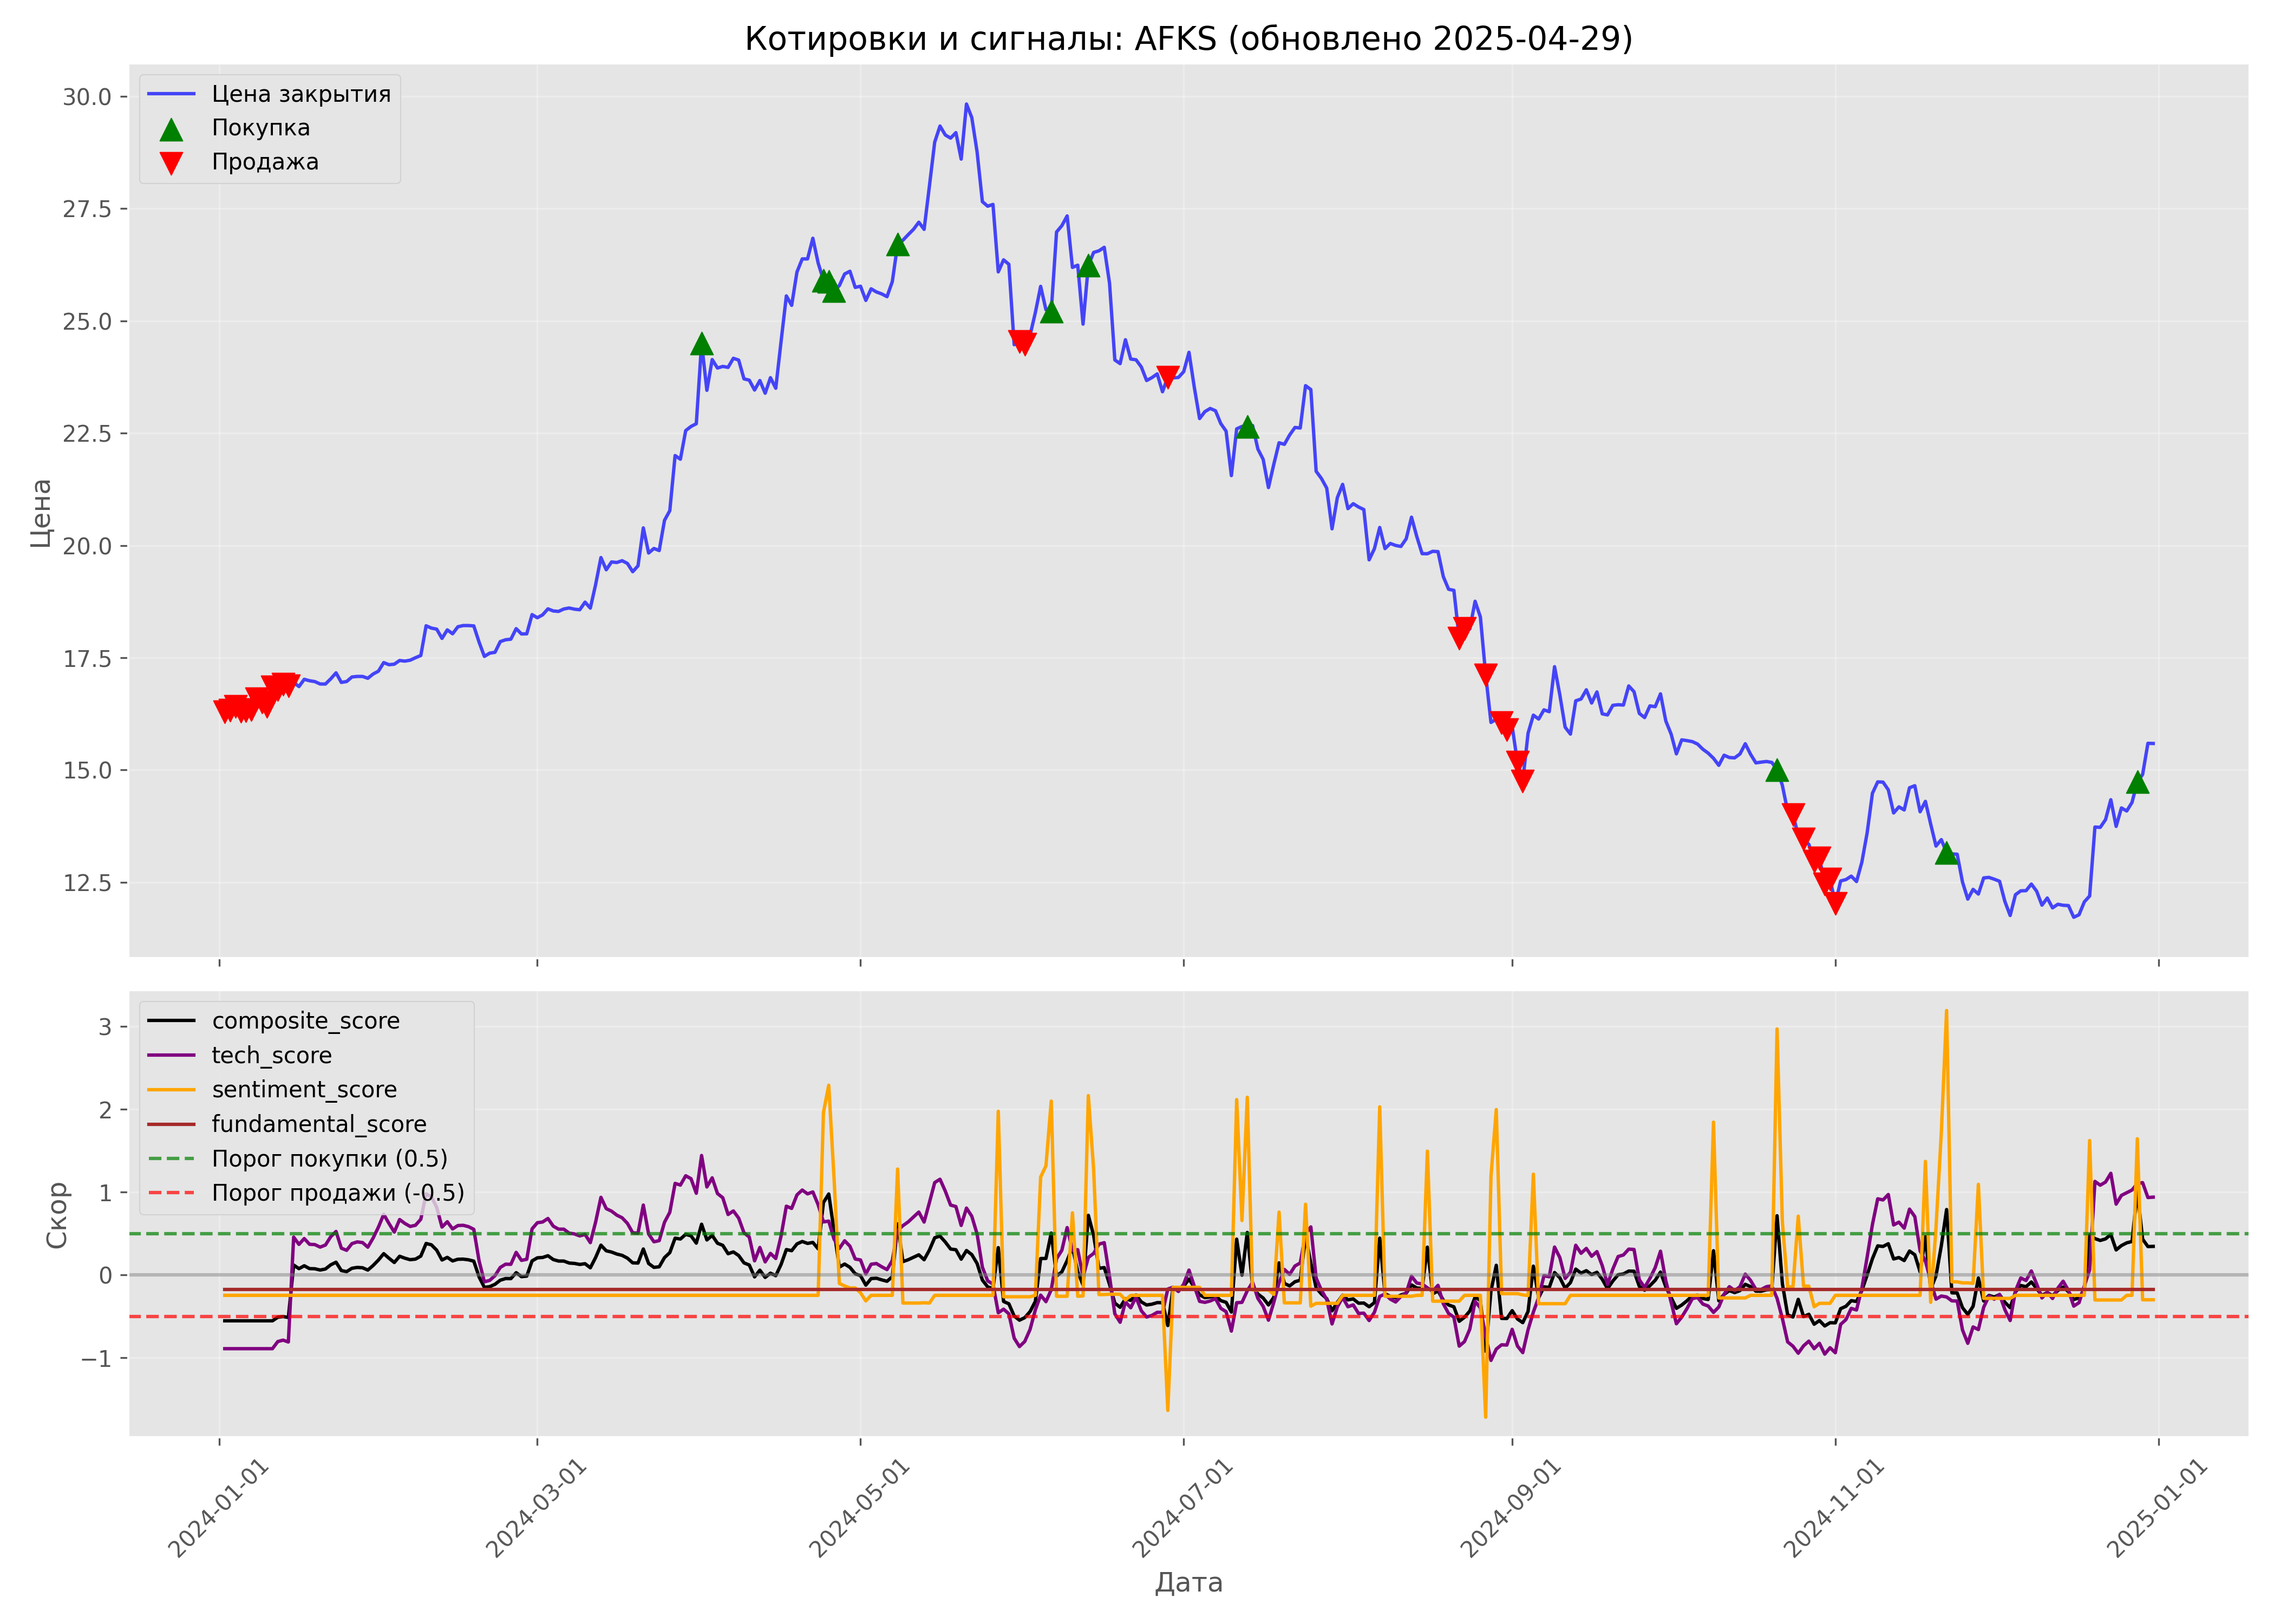 Котировки и сигналы: AFKS (обновлено 2025-04-29)
Цена закрытия
Покупка
Продажа
30.0
27.5
25.0
22.5
20.0
17.5
15.0
12.5
Цена
composite_score
tech_score
sentiment_score
fundamental_score
Порог покупки (0.5)
Порог продажи (-0.5)
3
2
1
0
−1
Скор
2024-01-01
2024-03-01
2024-05-01
2024-07-01
2024-09-01
2024-11-01
2025-01-01
Дата